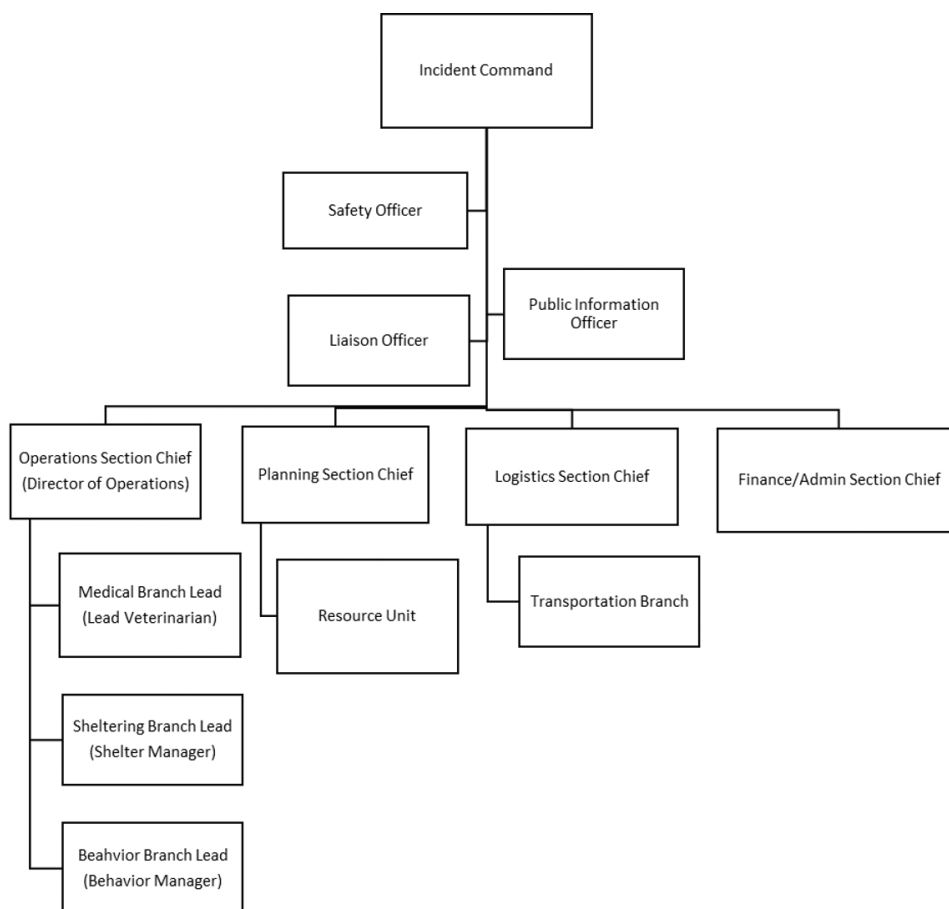 Incident Command
Safety Officer
Public Information
Officer
Liaison Officer
Operations Section Chief
(Director of Operations)
Planning Section Chief
Logistics Section Chief
Finance/Admin Section Chief
Medical Branch Lead
(Lead Veterinarian)
Resource Unit
Transportation Branch
Sheltering Branch Lead
(Shelter Manager)
Beahvior Branch Lead
(Behavior Manager)